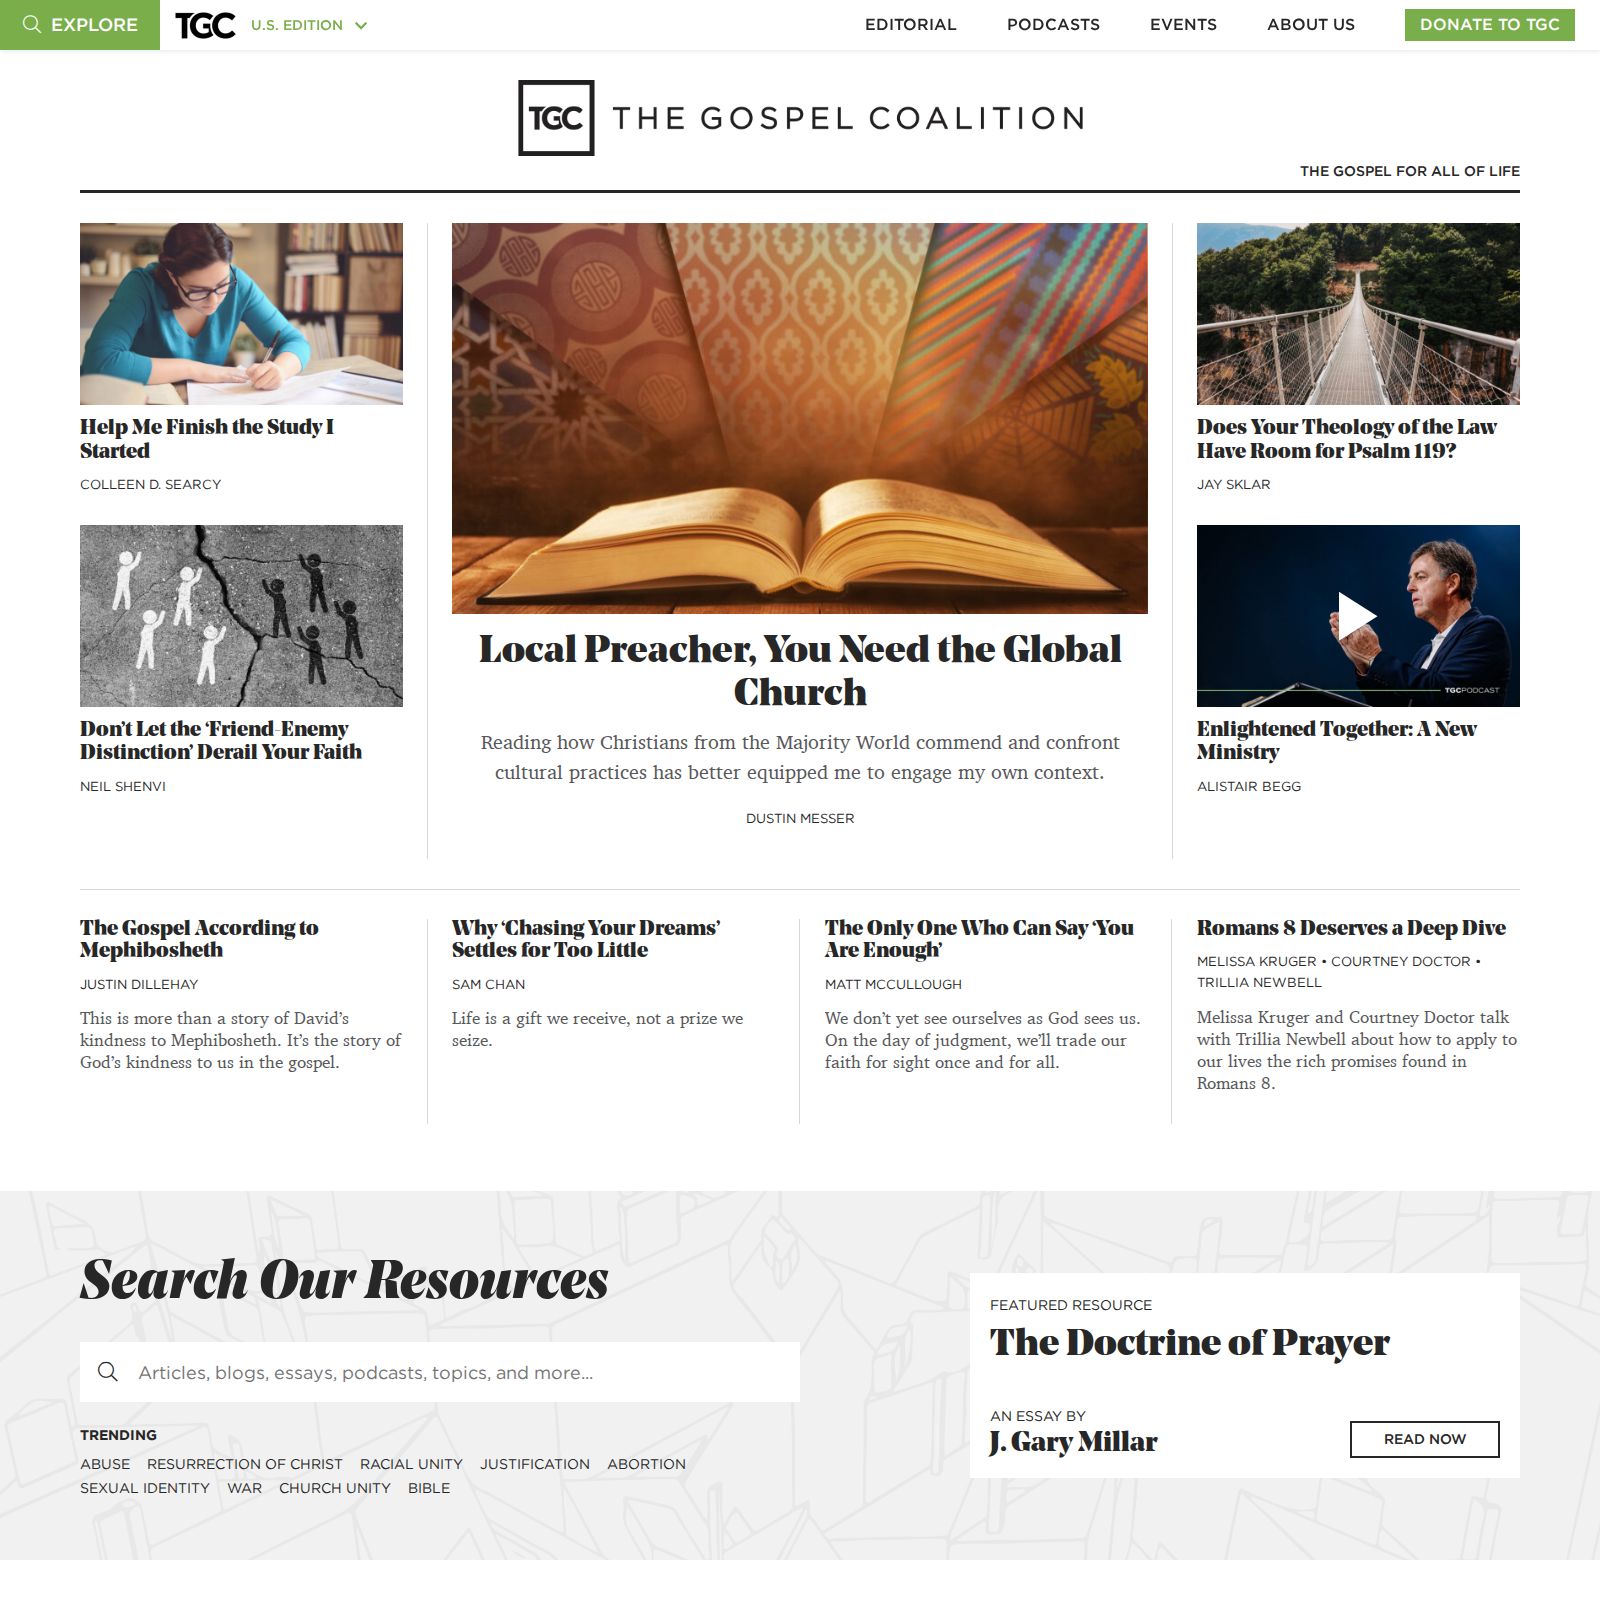 EXPLORE
TGC
U.S. EDITION
EDITORIAL
PODCASTS
EVENTS
ABOUT US
DONATE TO TGC
TGC THE GOSPEL COALITION
THE GOSPEL FOR ALL OF LIFE
Help Me Finish the Study I
Started
COLLEEN D. SEARCY
Don’t Let the ‘Friend-Enemy
Distinction’ Derail Your Faith
NEIL SHENVI
Local Preacher, You Need the Global
Church
Reading how Christians from the Majority World commend and confront
cultural practices has better equipped me to engage my own context.
DUSTIN MESSER
Does Your Theology of the Law
Have Room for Psalm 119?
JAY SKLAR
TGCPODCAST
Enlightened Together: A New
Ministry
ALISTAIR BEGG
The Gospel According to
Mephibosheth
JUSTIN DILLEHAY
This is more than a story of David’s
kindness to Mephibosheth. It’s the story of
God’s kindness to us in the gospel.
Why ‘Chasing Your Dreams’
Settles for Too Little
SAM CHAN
Life is a gift we receive, not a prize we
seize.
The Only One Who Can Say ‘You
Are Enough’
MATT MCCULLOUGH
We don’t yet see ourselves as God sees us.
On the day of judgment, we’ll trade our
faith for sight once and for all.
Romans 8 Deserves a Deep Dive
MELISSA KRUGER • COURTNEY DOCTOR •
TRILLIA NEWBELL
Melissa Kruger and Courtney Doctor talk
with Trillia Newbell about how to apply to
our lives the rich promises found in
Romans 8.
Search Our Resources
Articles, blogs, essays, podcasts, topics, and more...
TRENDING
ABUSE RESURRECTION OF CHRIST RACIAL UNITY JUSTIFICATION ABORTION
SEXUAL IDENTITY WAR CHURCH UNITY BIBLE
FEATURED RESOURCE
The Doctrine of Prayer
AN ESSAY BY
J. Gary Millar
READ NOW